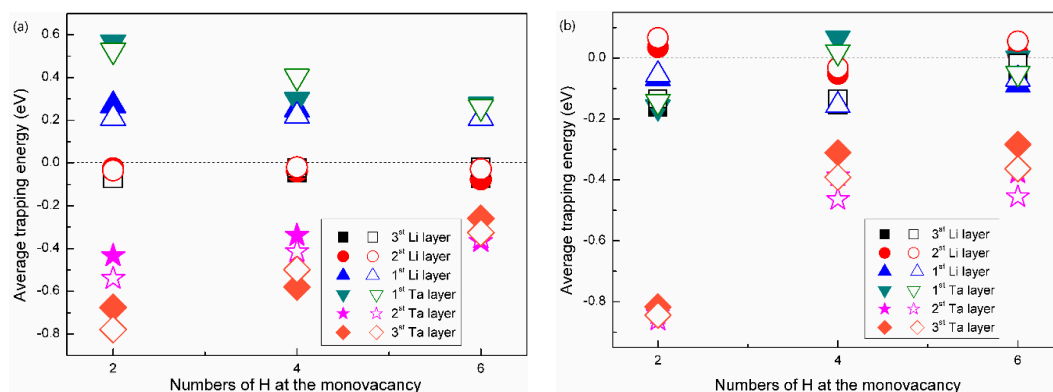 (a)
Average trapping energy (eV)
0.6
0.4
0.2
0.0
-0.2
-0.4
-0.6
-0.8
2
4
6
Numbers of H at the monovacancy
3st Li layer
2st Li layer
1st Li layer
1st Ta layer
2st Ta layer
3st Ta layer
(b)
Average trapping energy (eV)
0.0
-0.2
-0.4
-0.6
-0.8
2
4
6
Numbers of H at the monovacancy
3st Li layer
2st Li layer
1st Li layer
1st Ta layer
2st Ta layer
3st Ta layer